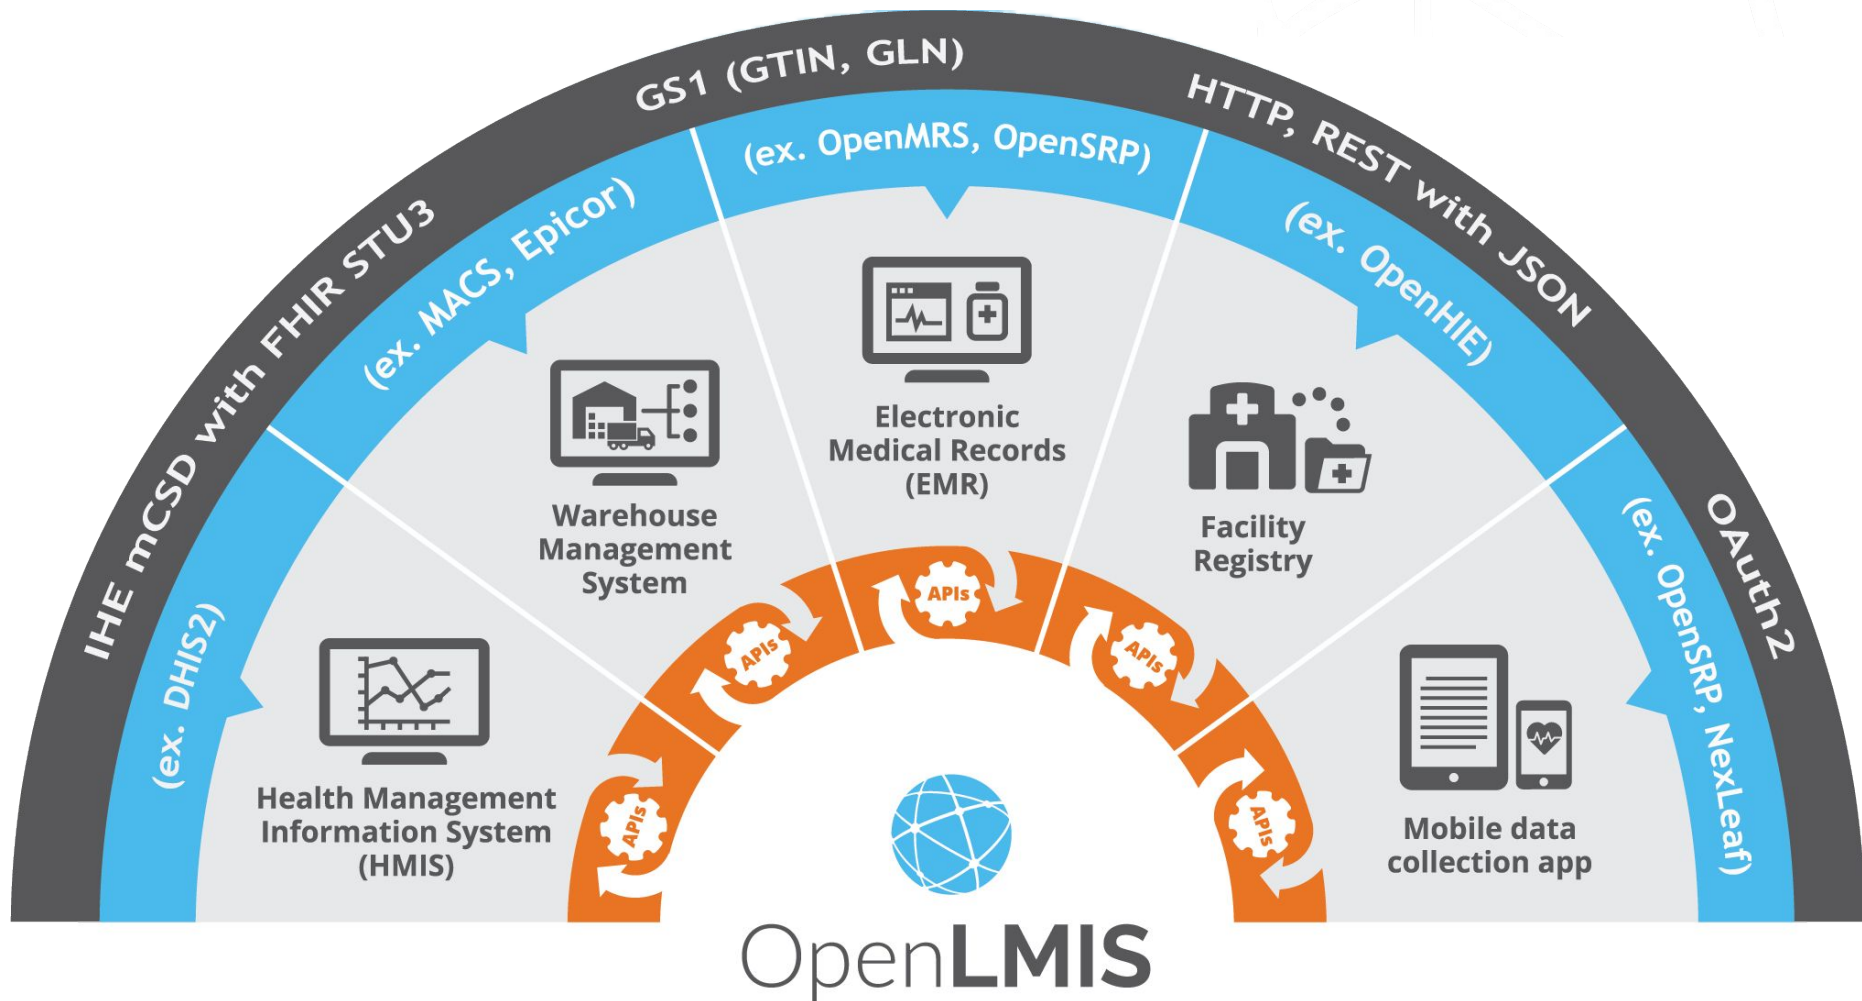 IHE mCSD with FHIR STU3
GS1 (GTIN, GLN)
HTTP, REST with JSON
OAuth2
(ex. DHIS2)
(ex. MACS, Epicor)
(ex. OpenMRS, OpenSRP)
(ex. OpenHIE)
(ex. OpenSRP, NexLeaf)
Health Management
Information System
(HMIS)
Warehouse
Management
System
Electronic
Medical Records
(EMR)
Facility
Registry
Mobile data
collection app
APIs
APIs
APIs
APIs
APIs
OpenLMIS